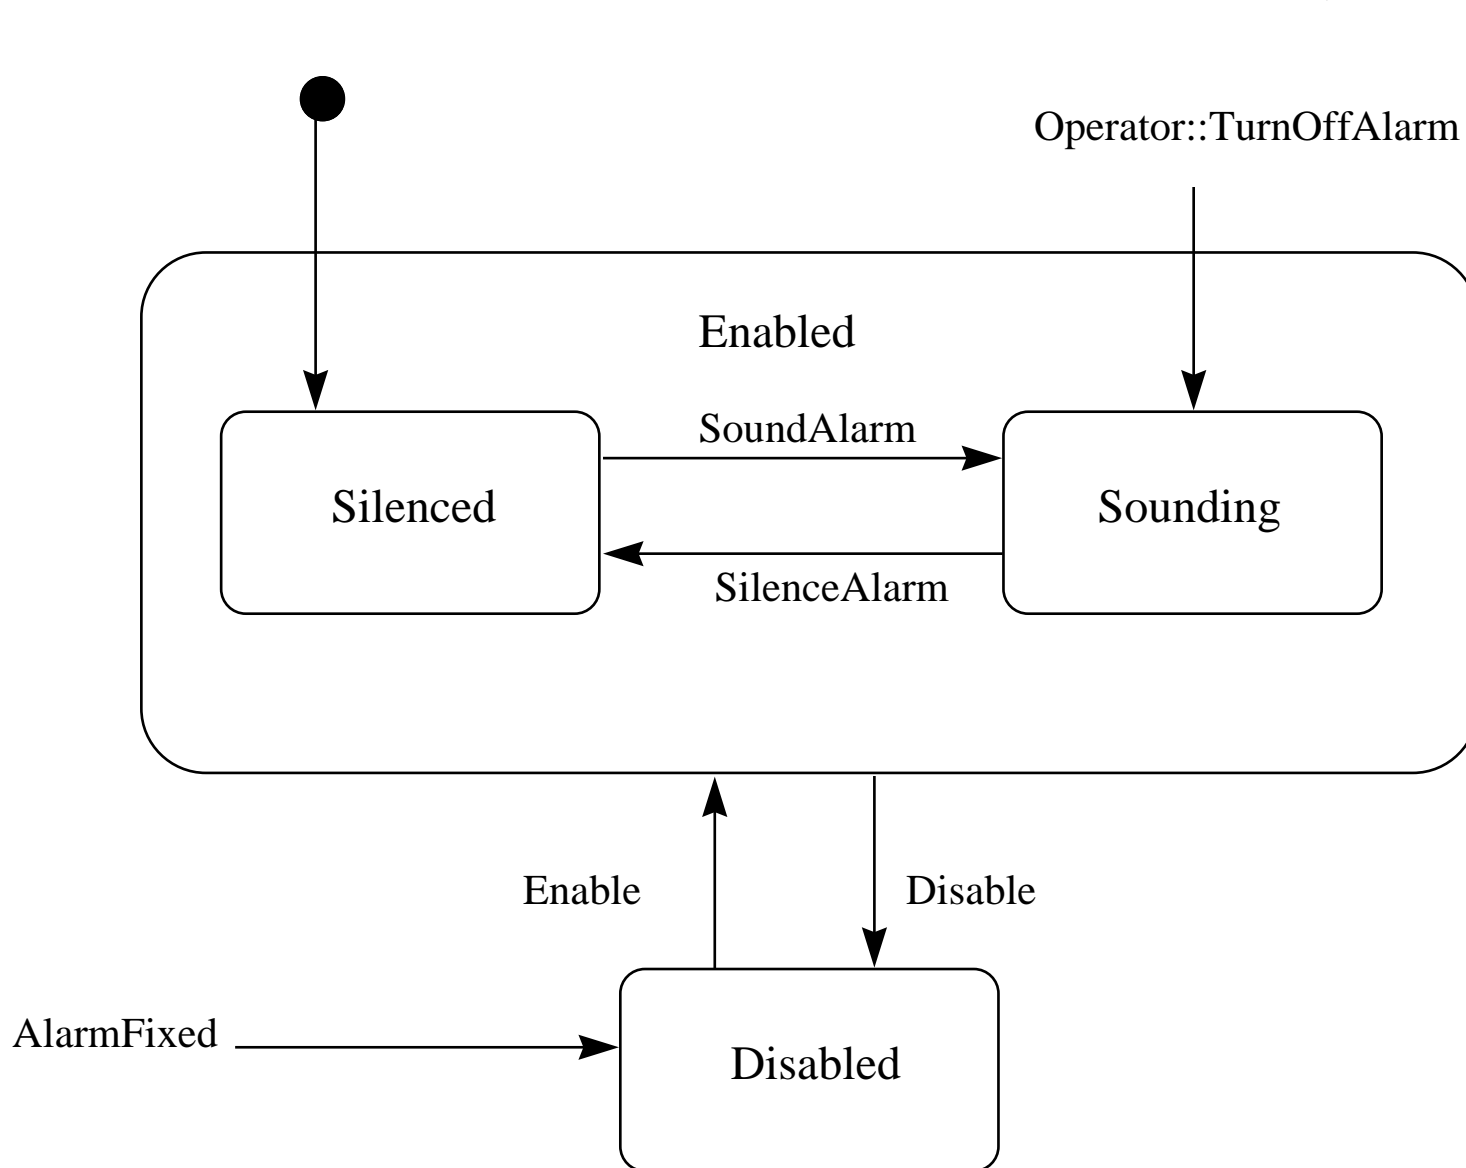 Operator::TurnOffAlarm
Enabled
SoundAlarm
Silenced
Sounding
SilenceAlarm
Enable
Disable
AlarmFixed
Disabled